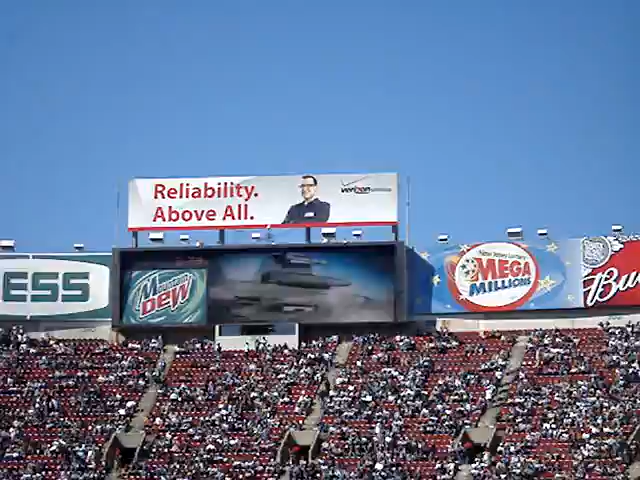 Reliability.
Above All.
verizon
ESS
Mountain
Dew
New Jersey Lottery
MEGA
MILLIONS
Bu